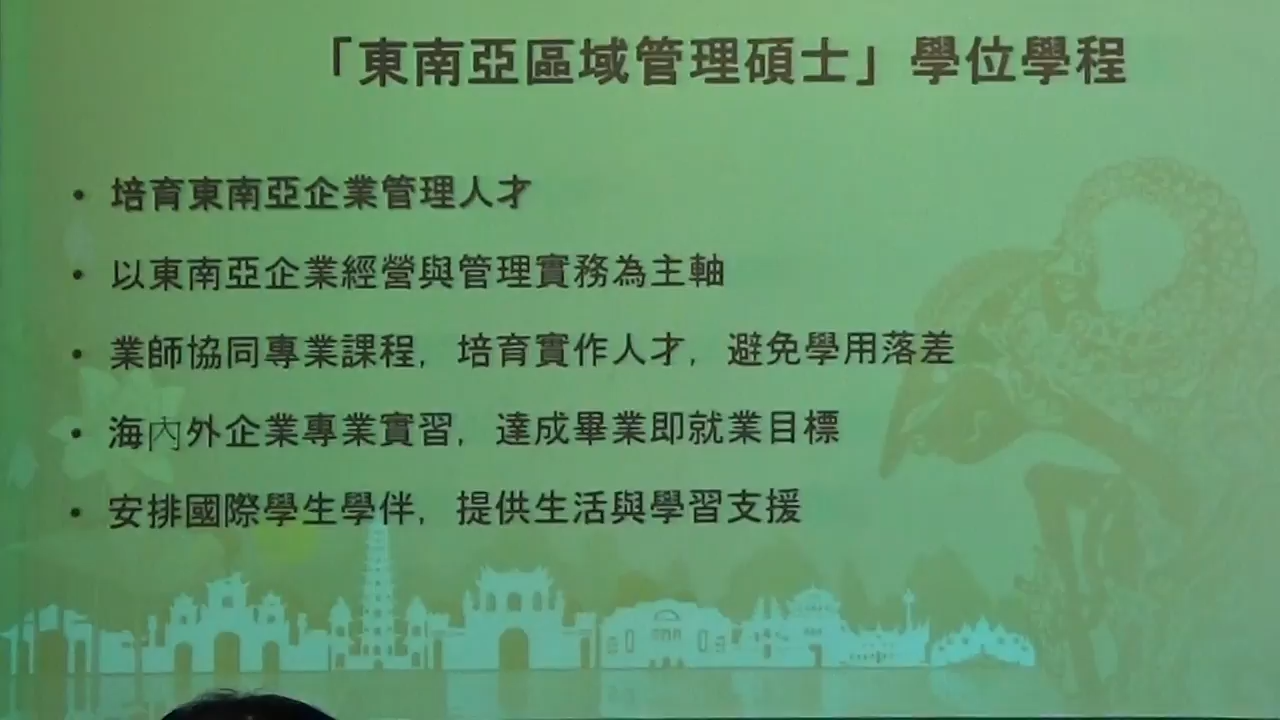 「東南亞區域管理碩士」學位學程
• 培育東南亞企業管理人才
• 以東南亞企業經營與管理實務為主軸
• 業師協同專業課程，培育實作人才，避免學用落差
• 海內外企業專業實習，達成畢業即就業目標
• 安排國際學生學伴，提供生活與學習支援